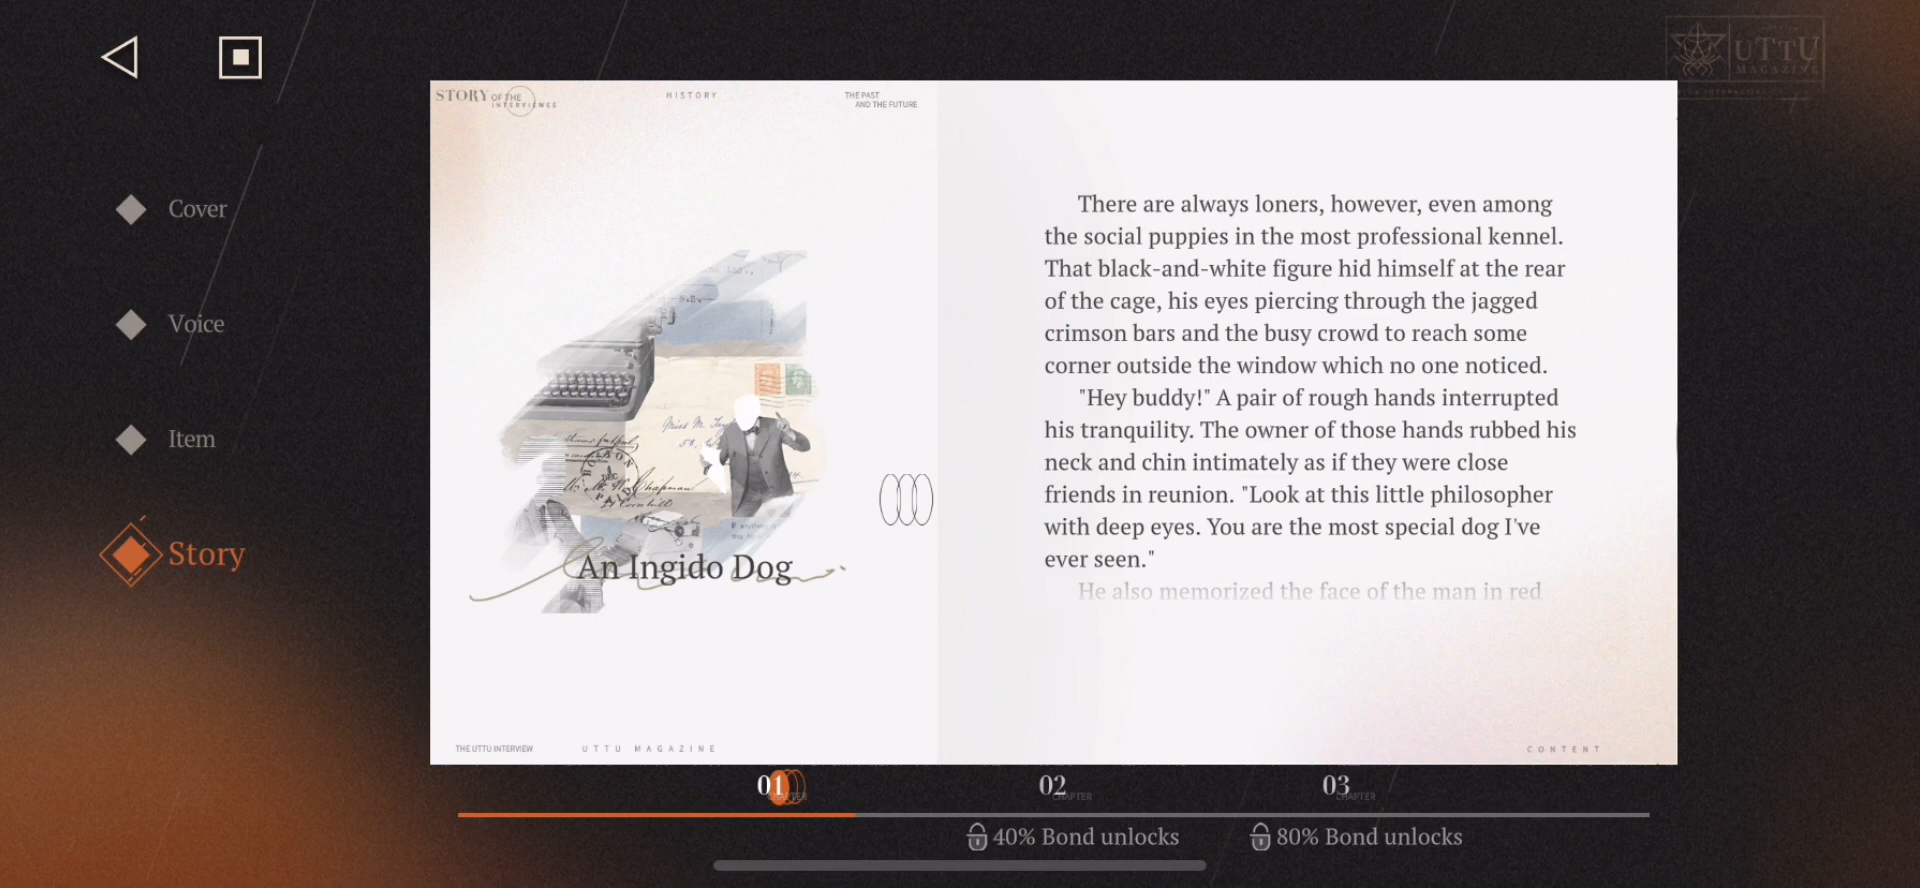 UTTU
MAGAZINE
STORY OF THE
INTERVIEWEE
HISTORY
THE PAST
AND THE FUTURE
Cover
Voice
Item
Story
An Ingido Dog
There are always loners, however, even among
the social puppies in the most professional kennel.
That black-and-white figure hid himself at the rear
of the cage, his eyes piercing through the jagged
crimson bars and the busy crowd to reach some
corner outside the window which no one noticed.
"Hey buddy!" A pair of rough hands interrupted
his tranquility. The owner of those hands rubbed his
neck and chin intimately as if they were close
friends in reunion. "Look at this little philosopher
with deep eyes. You are the most special dog I've
ever seen."
He also memorized the face of the man in red
THE UTTU INTERVIEW
UTTU MAGAZINE
CONTENT
01
CHAPTER
02
CHAPTER
03
CHAPTER
40% Bond unlocks
80% Bond unlocks